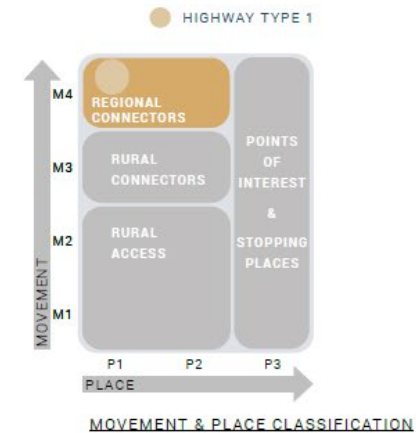 HIGHWAY TYPE 1
M4
REGIONAL
CONNECTORS
M3
RURAL
CONNECTORS
M2
RURAL
ACCESS
M1
POINTS
OF
INTEREST
&
STOPPING
PLACES
MOVEMENT
P1 P2 P3
PLACE
MOVEMENT & PLACE CLASSIFICATION